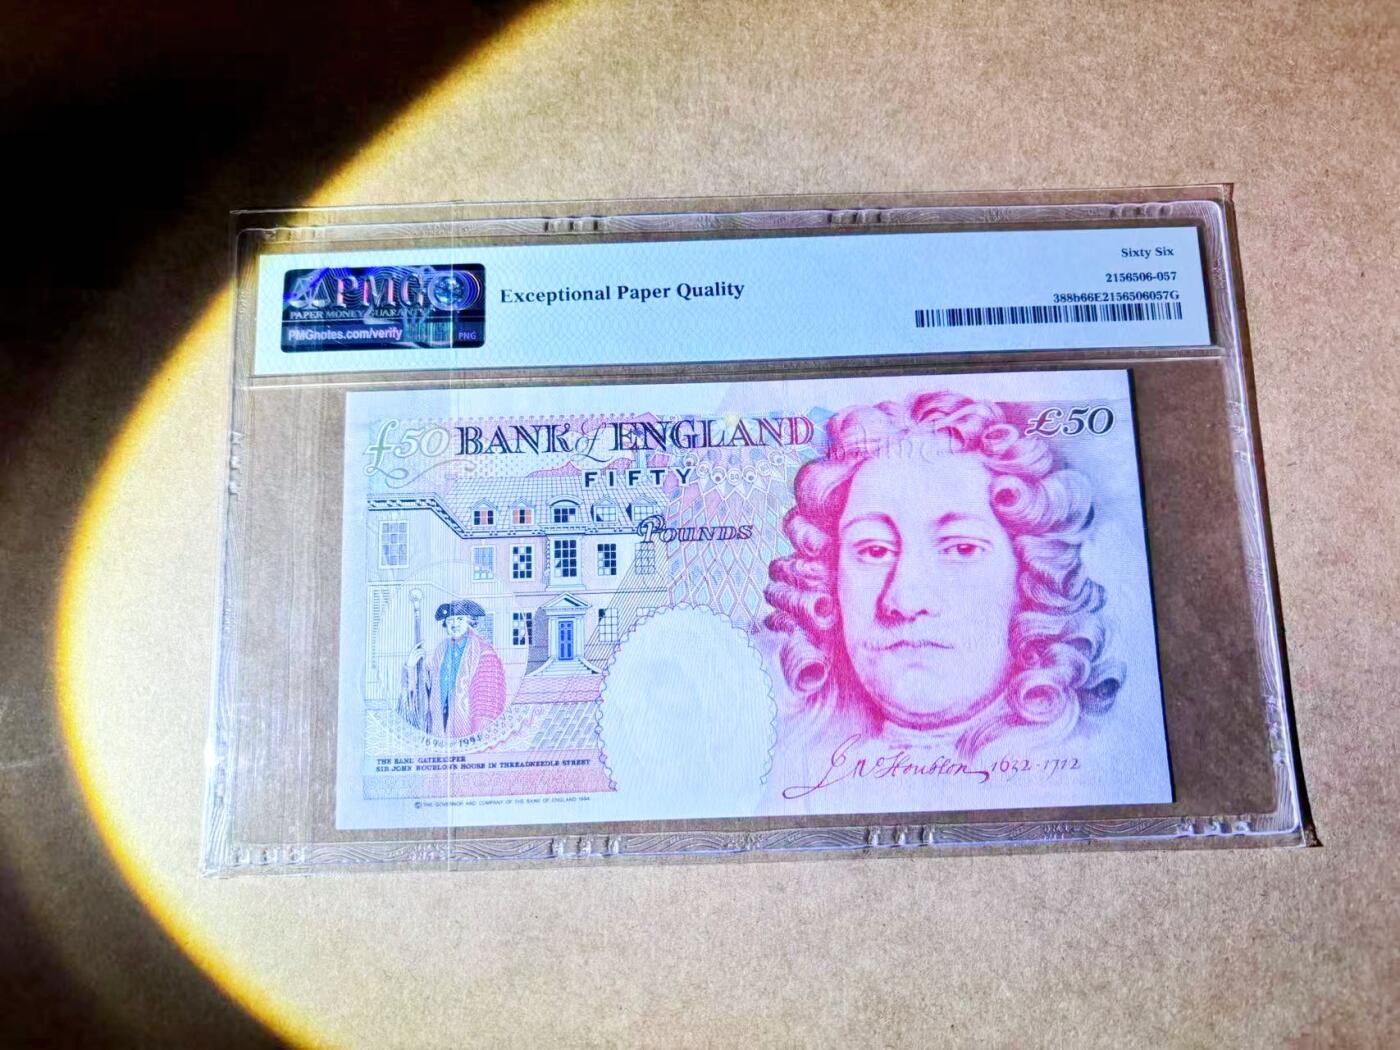 Sixty Six
PMG
PAPER MONEY GUARANTY
PMGnotes.com/verify
PNG
Exceptional Paper Quality
2156506-057
388b66E2156506057G
£50 BANK of ENGLAND £50
FIFTY
POUNDS
1694-1994
THE BANK GATEKEEPER
SIR JOHN HOUBLON'S HOUSE IN THREADNEEDLE STREET
© THE GOVERNOR AND COMPANY OF THE BANK OF ENGLAND 1994
Jn° Houblon 1632-1712